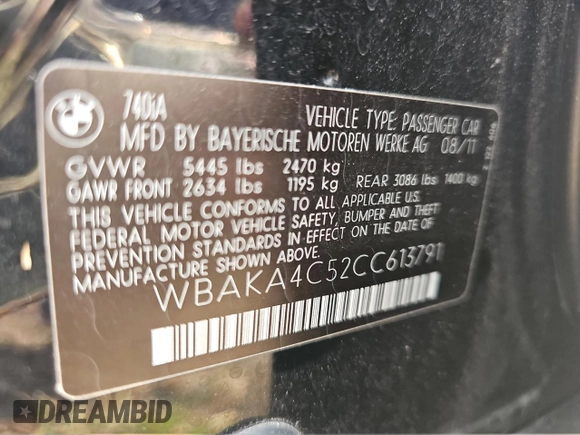 740iA
VEHICLE TYPE: PASSENGER CAR
MFD BY BAYERISCHE MOTOREN WERKE AG 08/11
GVWR 5445 lbs 2470 kg
GAWR FRONT 2634 lbs 1195 kg REAR 3086 lbs 1400 kg
THIS VEHICLE CONFORMS TO ALL APPLICABLE U.S.
FEDERAL MOTOR VEHICLE SAFETY, BUMPER AND THEFT
PREVENTION STANDARDS IN EFFECT ON THE DATE OF
MANUFACTURE SHOWN ABOVE.
WBAKA4C52CC613791
DREAMBID